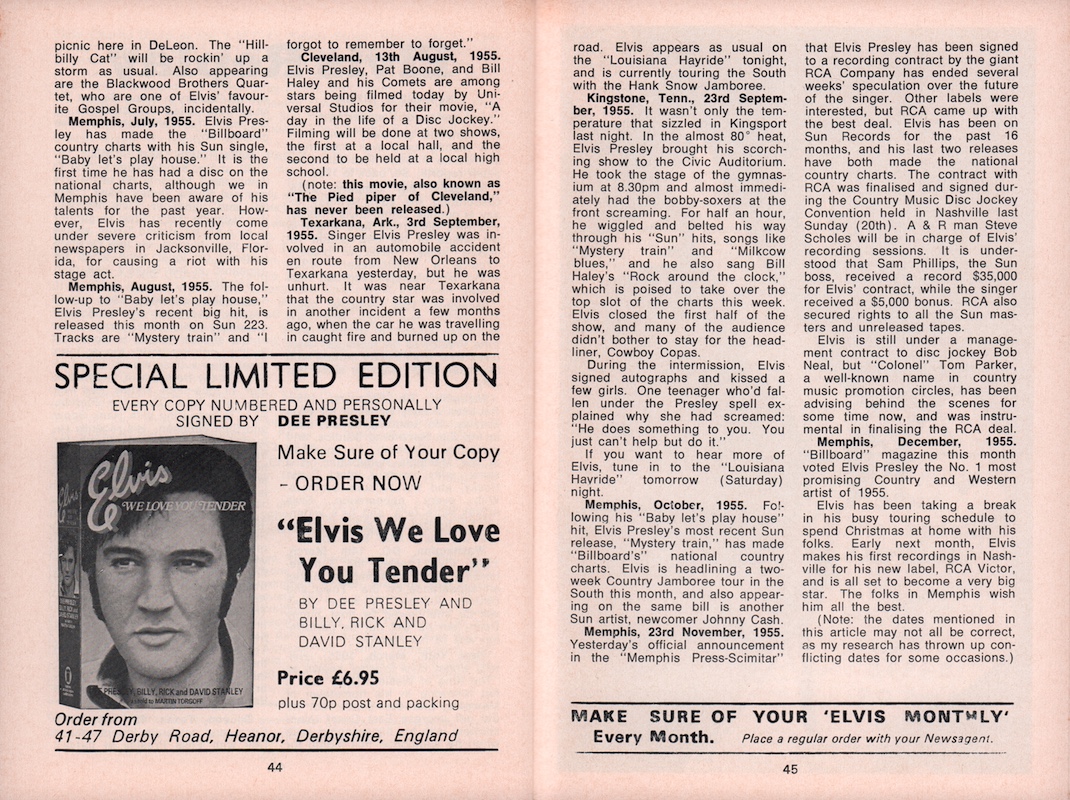 picnic here in DeLeon. The "Hill-
billy Cat" will be rockin' up a
storm as usual. Also appearing
are the Blackwood Brothers Quar-
tet, who are one of Elvis' favour-
ite Gospel Groups, incidentally.
Memphis, July, 1955. Elvis Pres-
ley has made the "Billboard"
country charts with his Sun single,
"Baby let's play house." It is the
first time he has had a disc on the
national charts, although we in
Memphis have been aware of his
talents for the past year. How-
ever, Elvis has recently come
under severe criticism from local
newspapers in Jacksonville, Flor-
ida, for causing a riot with his
stage act.
Memphis, August, 1955. The fol-
low-up to "Baby let's play house,"
Elvis Presley's recent big hit, is
released this month on Sun 223.
Tracks are "Mystery train" and "I
forgot to remember to forget."
Cleveland, 13th August, 1955.
Elvis Presley, Pat Boone, and Bill
Haley and his Comets are among
stars being filmed today by Uni-
versal Studios for their movie, "A
day in the life of a Disc Jockey."
Filming will be done at two shows,
the first at a local hall, and the
second to be held at a local high
school.
(note: this movie, also known as
"The Pied piper of Cleveland,"
has never been released.)
Texarkana, Ark., 3rd September,
1955. Singer Elvis Presley was in-
volved in an automobile accident
en route from New Orleans to
Texarkana yesterday, but he was
unhurt. It was near Texarkana
that the country star was involved
in another incident a few months
ago, when the car he was travelling
in caught fire and burned up on the
SPECIAL LIMITED EDITION
EVERY COPY NUMBERED AND PERSONALLY
SIGNED BY DEE PRESLEY
Elvis
WE LOVE YOU TENDER
PRESLEY, BILLY, RICK and DAVID STANLEY
to MARTIN TORGOFF
Make Sure of Your Copy
- ORDER NOW
"Elvis We Love
You Tender"
BY DEE PRESLEY AND
BILLY, RICK AND
DAVID STANLEY
Price £6.95
plus 70p post and packing
Order from
41-47 Derby Road, Heanor, Derbyshire, England
44
road. Elvis appears as usual on
the "Louisiana Hayride" tonight,
and is currently touring the South
with the Hank Snow Jamboree.
Kingstone, Tenn., 23rd Septem-
ber, 1955. It wasn't only the tem-
perature that sizzled in Kingsport
last night. In the almost 80° heat,
Elvis Presley brought his scorch-
ing show to the Civic Auditorium.
He took the stage of the gymnas-
ium at 8.30pm and almost immedi-
ately had the bobby-soxers at the
front screaming. For half an hour,
he wiggled and belted his way
through his "Sun" hits, songs like
"Mystery train" and "Milkcow
blues," and he also sang Bill
Haley's "Rock around the clock,"
which is poised to take over the
top slot of the charts this week.
Elvis closed the first half of the
show, and many of the audience
didn't bother to stay for the head-
liner, Cowboy Copas.
During the intermission, Elvis
signed autographs and kissed a
few girls. One teenager who'd fal-
len under the Presley spell ex-
plained why she had screamed:
"He does something to you. You
just can't help but do it."
If you want to hear more of
Elvis, tune in to the "Louisiana
Hayride" tomorrow (Saturday)
night.
Memphis, October, 1955. Fol-
lowing his "Baby let's play house"
hit, Elvis Presley's most recent Sun
release, "Mystery train," has made
"Billboard's" national country
charts. Elvis is headlining a two-
week Country Jamboree tour in the
South this month, and also appear-
ing on the same bill is another
Sun artist, newcomer Johnny Cash.
Memphis, 23rd November, 1955.
Yesterday's official announcement
in the "Memphis Press-Scimitar"
that Elvis Presley has been signed
to a recording contract by the giant
RCA Company has ended several
weeks' speculation over the future
of the singer. Other labels were
interested, but RCA came up with
the best deal. Elvis has been on
Sun Records for the past 16
months, and his last two releases
have both made the national
country charts. The contract with
RCA was finalised and signed dur-
ing the Country Music Disc Jockey
Convention held in Nashville last
Sunday (20th). A & R man Steve
Scholes will be in charge of Elvis'
recording sessions. It is under-
stood that Sam Phillips, the Sun
boss, received a record $35,000
for Elvis' contract, while the singer
received a $5,000 bonus. RCA also
secured rights to all the Sun mas-
ters and unreleased tapes.
Elvis is still under a manage-
ment contract to disc jockey Bob
Neal, but "Colonel" Tom Parker,
a well-known name in country
music promotion circles, has been
advising behind the scenes for
some time now, and was instru-
mental in finalising the RCA deal.
Memphis, December, 1955.
"Billboard" magazine this month
voted Elvis Presley the No. 1 most
promising Country and Western
artist of 1955.
Elvis has been taking a break
in his busy touring schedule to
spend Christmas at home with his
folks. Early next month, Elvis
makes his first recordings in Nash-
ville for his new label, RCA Victor,
and is all set to become a very big
star. The folks in Memphis wish
him all the best.
(Note: the dates mentioned in
this article may not all be correct,
as my research has thrown up con-
flicting dates for some occasions.)
MAKE SURE OF YOUR 'ELVIS MONTHLY'
Every Month. Place a regular order with your Newsagent.
45